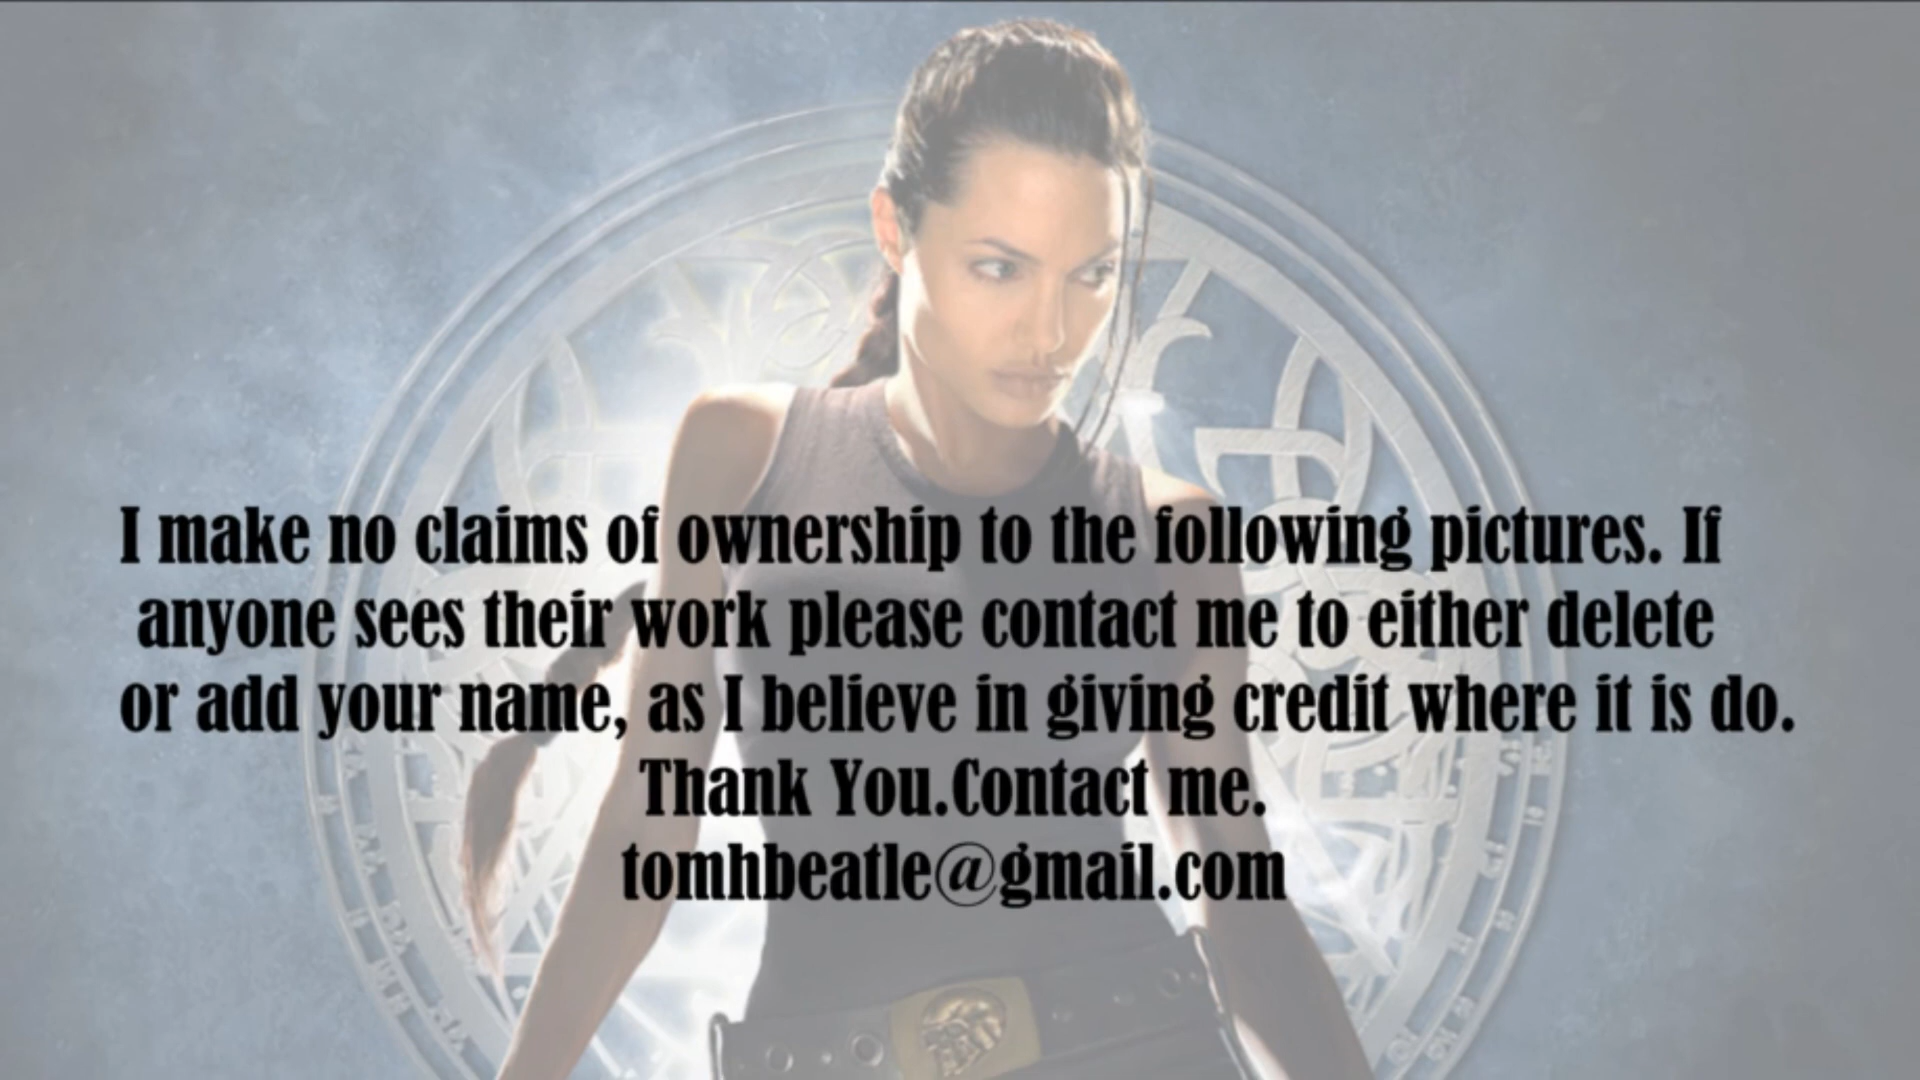 I make no claims of ownership to the following pictures. If
anyone sees their work please contact me to either delete
or add your name, as I believe in giving credit where it is do.
Thank You.Contact me.
tomhbeatle@gmail.com